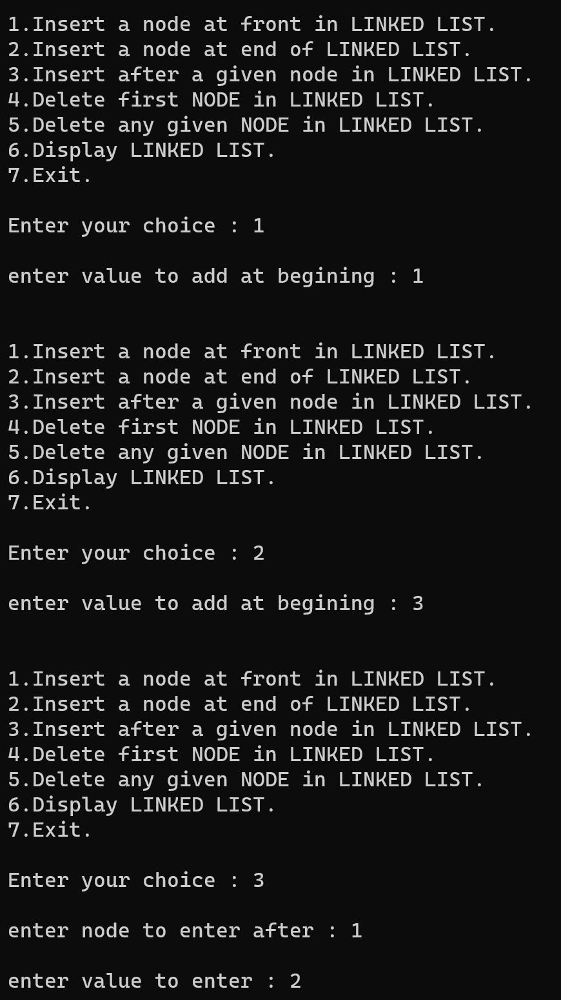 1.Insert a node at front in LINKED LIST.
2.Insert a node at end of LINKED LIST.
3.Insert after a given node in LINKED LIST.
4.Delete first NODE in LINKED LIST.
5.Delete any given NODE in LINKED LIST.
6.Display LINKED LIST.
7.Exit.
Enter your choice : 1
enter value to add at begining : 1
1.Insert a node at front in LINKED LIST.
2.Insert a node at end of LINKED LIST.
3.Insert after a given node in LINKED LIST.
4.Delete first NODE in LINKED LIST.
5.Delete any given NODE in LINKED LIST.
6.Display LINKED LIST.
7.Exit.
Enter your choice : 2
enter value to add at begining : 3
1.Insert a node at front in LINKED LIST.
2.Insert a node at end of LINKED LIST.
3.Insert after a given node in LINKED LIST.
4.Delete first NODE in LINKED LIST.
5.Delete any given NODE in LINKED LIST.
6.Display LINKED LIST.
7.Exit.
Enter your choice : 3
enter node to enter after : 1
enter value to enter : 2